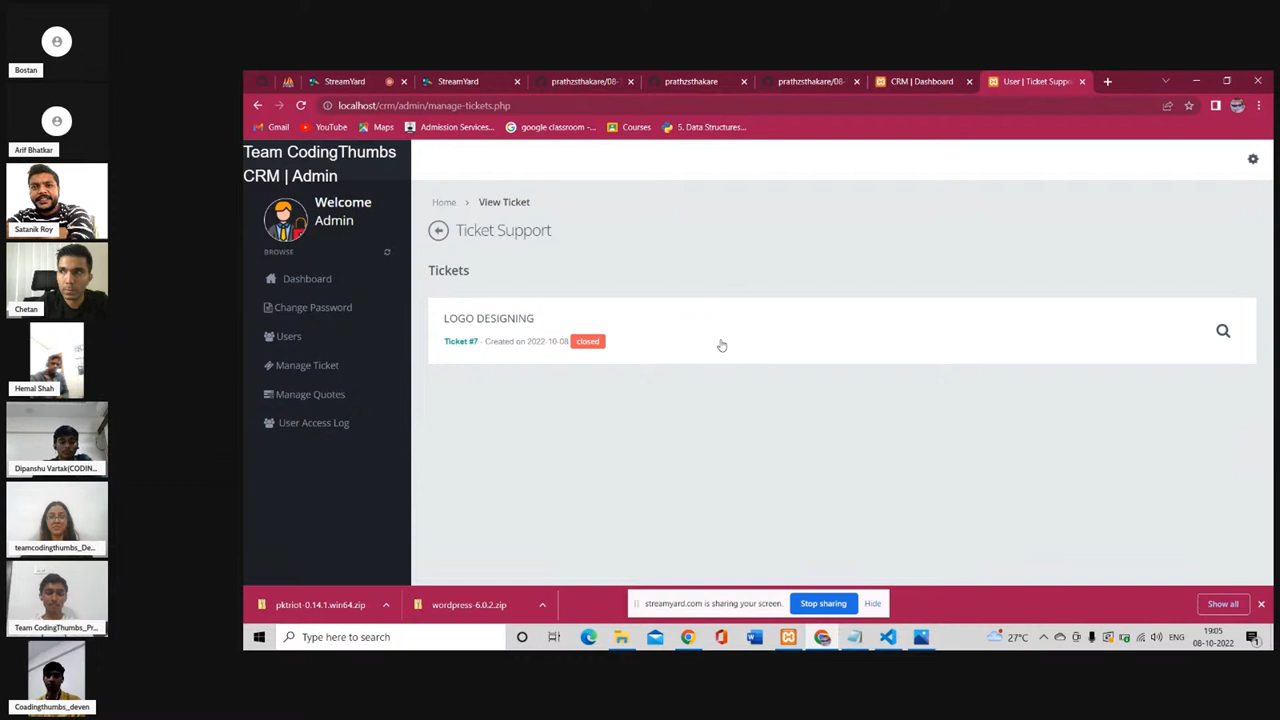 Bostan
Arif Bhatkar
Satanik Roy
Chetan
Hemal Shah
Dipanshu Vartak(CODIN...
teamcodingthumbs_De...
Team CodingThumbs_Pr...
Coadingthumbs_deven
StreamYard
StreamYard
prathzsthakare/08-
prathzsthakare
prathzsthakare/08-
CRM | Dashboard
User | Ticket Suppo
localhost/crm/admin/manage-tickets.php
Gmail
YouTube
Maps
Admission Services...
google classroom -...
Courses
5. Data Structures...
Team CodingThumbs
CRM | Admin
Welcome
Admin
BROWSE
Dashboard
Change Password
Users
Manage Ticket
Manage Quotes
User Access Log
Home > View Ticket
Ticket Support
Tickets
LOGO DESIGNING
Ticket #7 - Created on 2022-10-08 closed
pktriot-0.14.1.win64.zip
wordpress-6.0.2.zip
streamyard.com is sharing your screen.
Stop sharing
Hide
Show all
Type here to search
27°C
ENG
19:05
08-10-2022